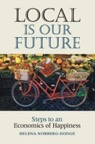 LOCAL
IS OUR
FUTURE
Steps to an
Economics of Happiness
HELENA NORBERG-HODGE